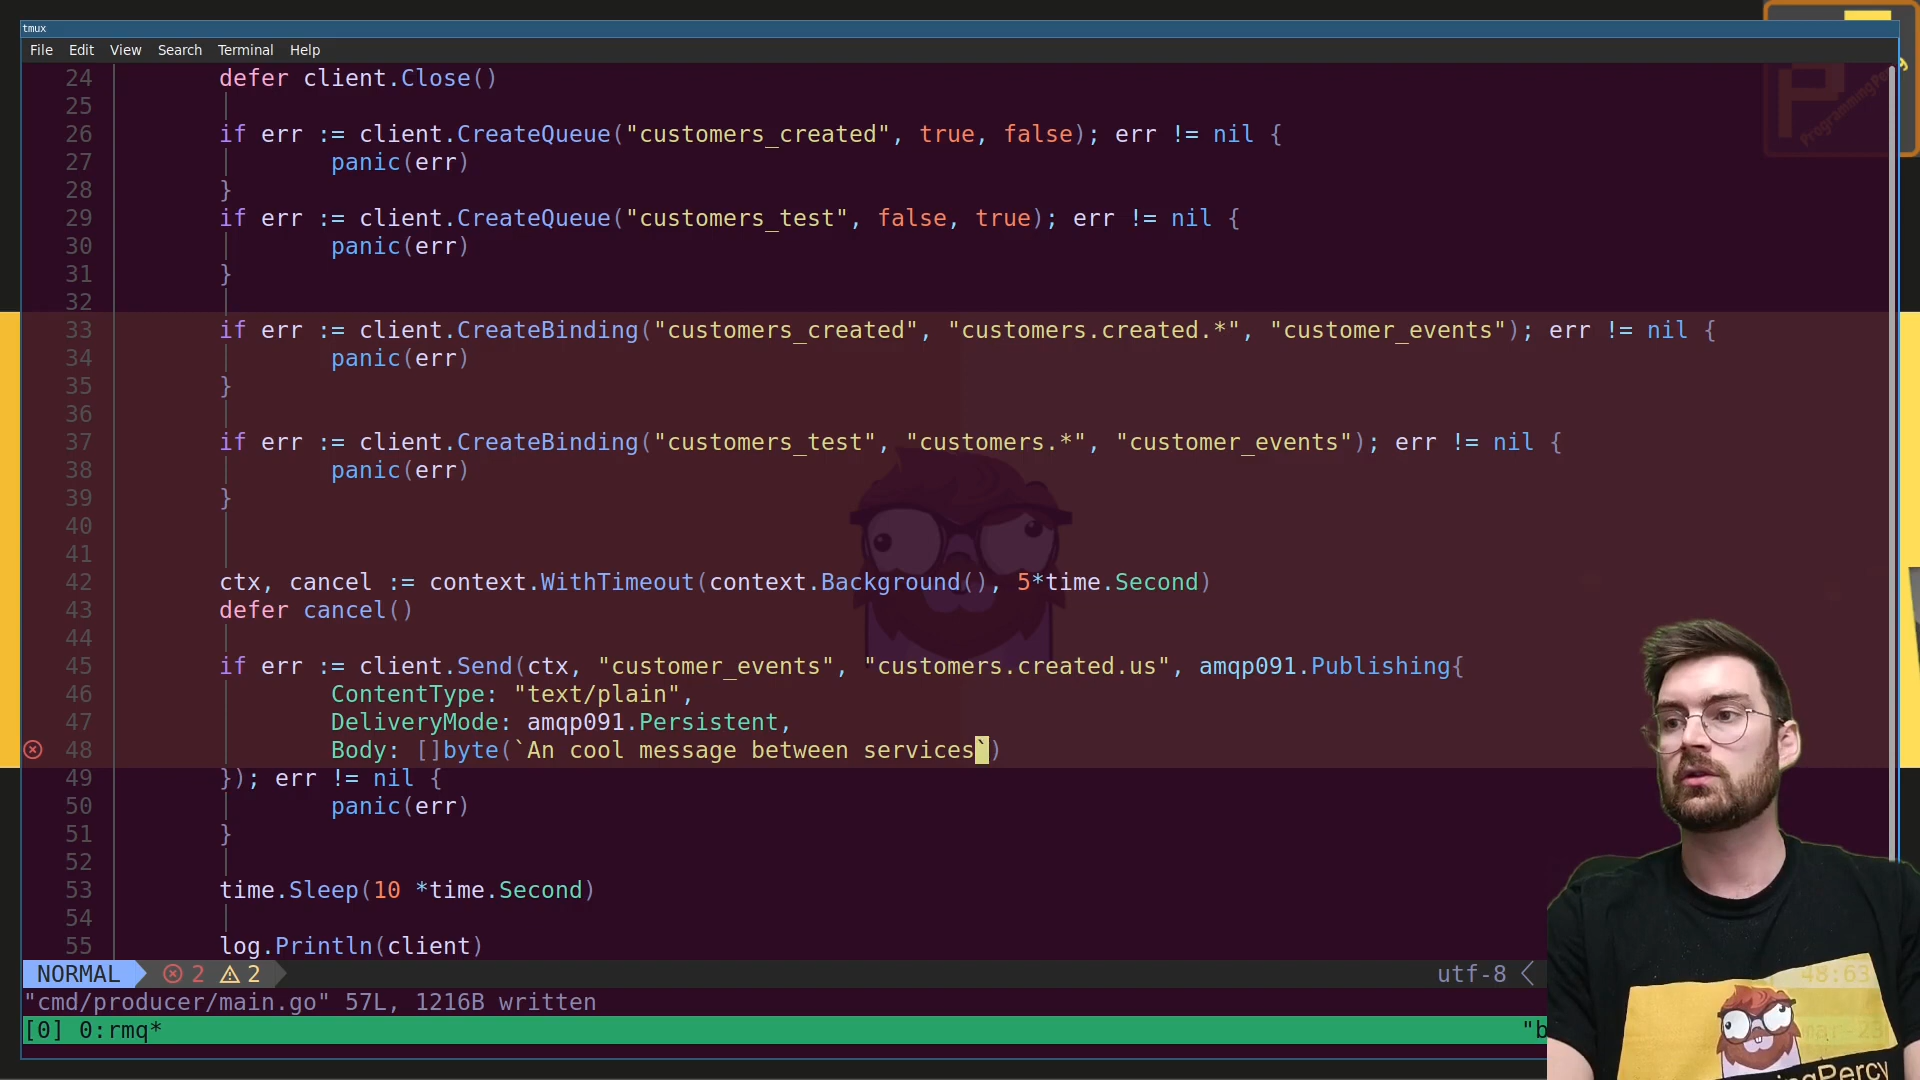 tmux
File Edit View Search Terminal Help
24 defer client.Close()
25
26 if err := client.CreateQueue("customers_created", true, false); err != nil {
27 panic(err)
28 }
29 if err := client.CreateQueue("customers_test", false, true); err != nil {
30 panic(err)
31 }
32
33 if err := client.CreateBinding("customers_created", "customers.created.*", "customer_events"); err != nil {
34 panic(err)
35 }
36
37 if err := client.CreateBinding("customers_test", "customers.*", "customer_events"); err != nil {
38 panic(err)
39 }
40
41
42 ctx, cancel := context.WithTimeout(context.Background(), 5*time.Second)
43 defer cancel()
44
45 if err := client.Send(ctx, "customer_events", "customers.created.us", amqp091.Publishing{
46 ContentType: "text/plain",
47 DeliveryMode: amqp091.Persistent,
48 Body: []byte(`An cool message between services`)
49 }); err != nil {
50 panic(err)
51 }
52
53 time.Sleep(10 *time.Second)
54
55 log.Println(client)
NORMAL 2 2 utf-8 48:63
"cmd/producer/main.go" 57L, 1216B written
[0] 0:rmq* "b
ProgrammingPe
Percy